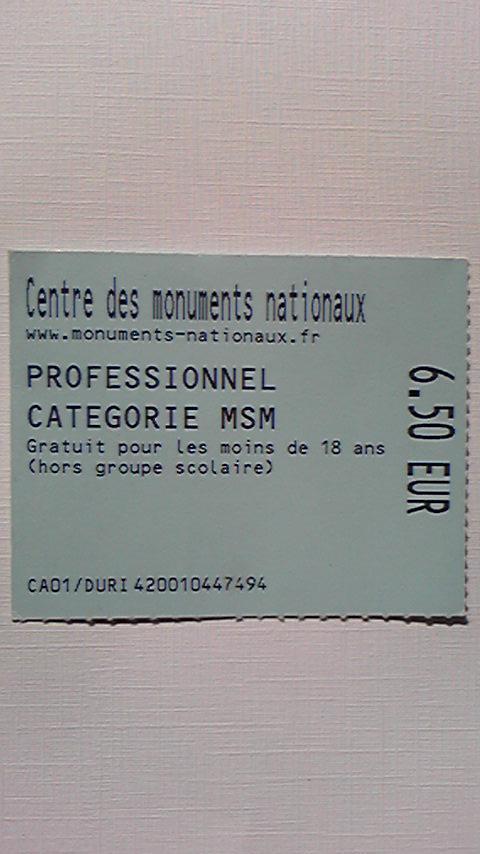 Centre des monuments nationaux
www.monuments-nationaux.fr
PROFESSIONNEL
CATEGORIE MSM
Gratuit pour les moins de 18 ans
(hors groupe scolaire)
6.50 EUR
CA01/DURI 420010447494